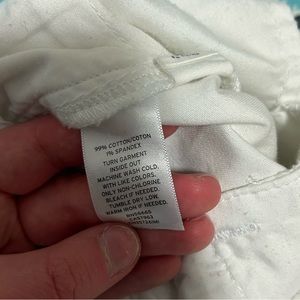 99% COTTON/COTON
1% SPANDEX
TURN GARMENT
INSIDE OUT
MACHINE WASH COLD
WITH LIKE COLORS.
ONLY NON-CHLORINE
BLEACH IF NEEDED.
TUMBLE DRY LOW
WARM IRON IF NEEDED.